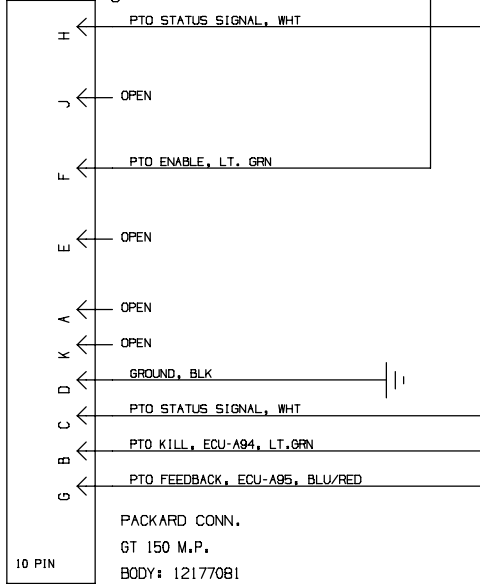 H PTO STATUS SIGNAL, WHT
J OPEN
F PTO ENABLE, LT. GRN
E OPEN
A OPEN
K OPEN
D GROUND, BLK
C PTO STATUS SIGNAL, WHT
B PTO KILL, ECU-A94, LT.GRN
G PTO FEEDBACK, ECU-A95, BLU/RED
PACKARD CONN.
GT 150 M.P.
10 PIN
BODY: 12177081